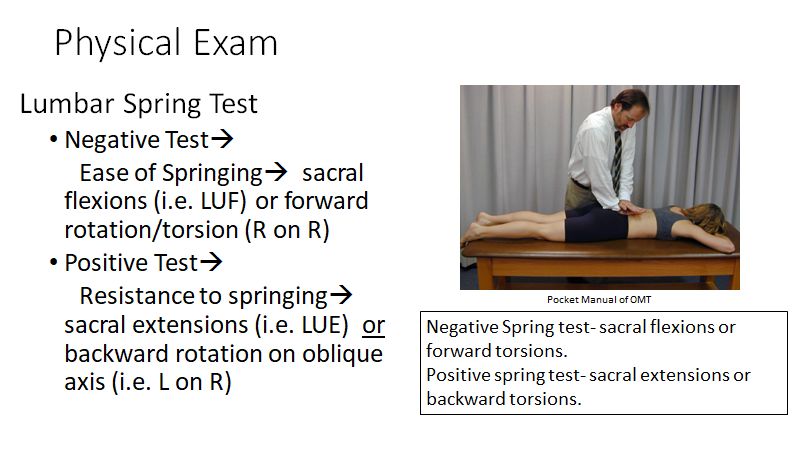 Physical Exam
Lumbar Spring Test
• Negative Test→
Ease of Springing→ sacral
flexions (i.e. LUF) or forward
rotation/torsion (R on R)
• Positive Test→
Resistance to springing→
sacral extensions (i.e. LUE) or
backward rotation on oblique
axis (i.e. L on R)
Pocket Manual of OMT
Negative Spring test- sacral flexions or
forward torsions.
Positive spring test- sacral extensions or
backward torsions.